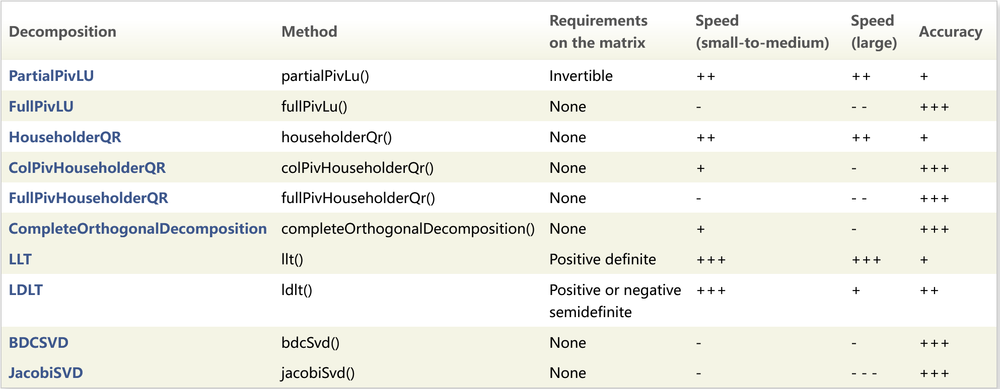 Decomposition Method Requirements on the matrix Speed (small-to-medium) Speed (large) Accuracy
PartialPivLU partialPivLu() Invertible ++ ++ +
FullPivLU fullPivLu() None - - - +++
HouseholderQR householderQr() None ++ ++ +
ColPivHouseholderQR colPivHouseholderQr() None + - +++
FullPivHouseholderQR fullPivHouseholderQr() None - - - +++
CompleteOrthogonalDecomposition completeOrthogonalDecomposition() None + - +++
LLT llt() Positive definite +++ +++ +
LDLT ldlt() Positive or negative semidefinite +++ + ++
BDCSVD bdcSvd() None - - +++
JacobiSVD jacobiSvd() None - - - - +++